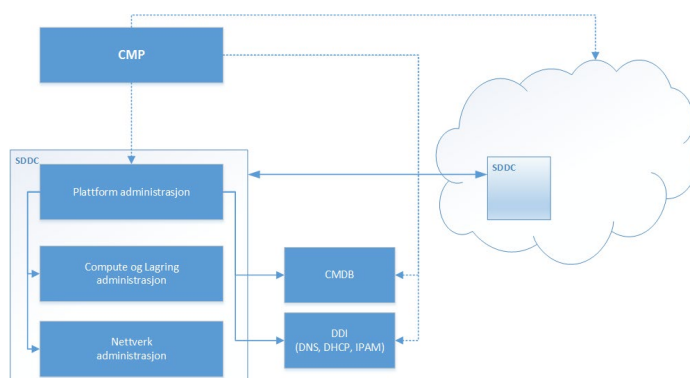 CMP
SDDC
Plattform administrasjon
SDDC
Compute og Lagring
administrasjon
CMDB
Nettverk
administrasjon
DDI
(DNS, DHCP, IPAM)